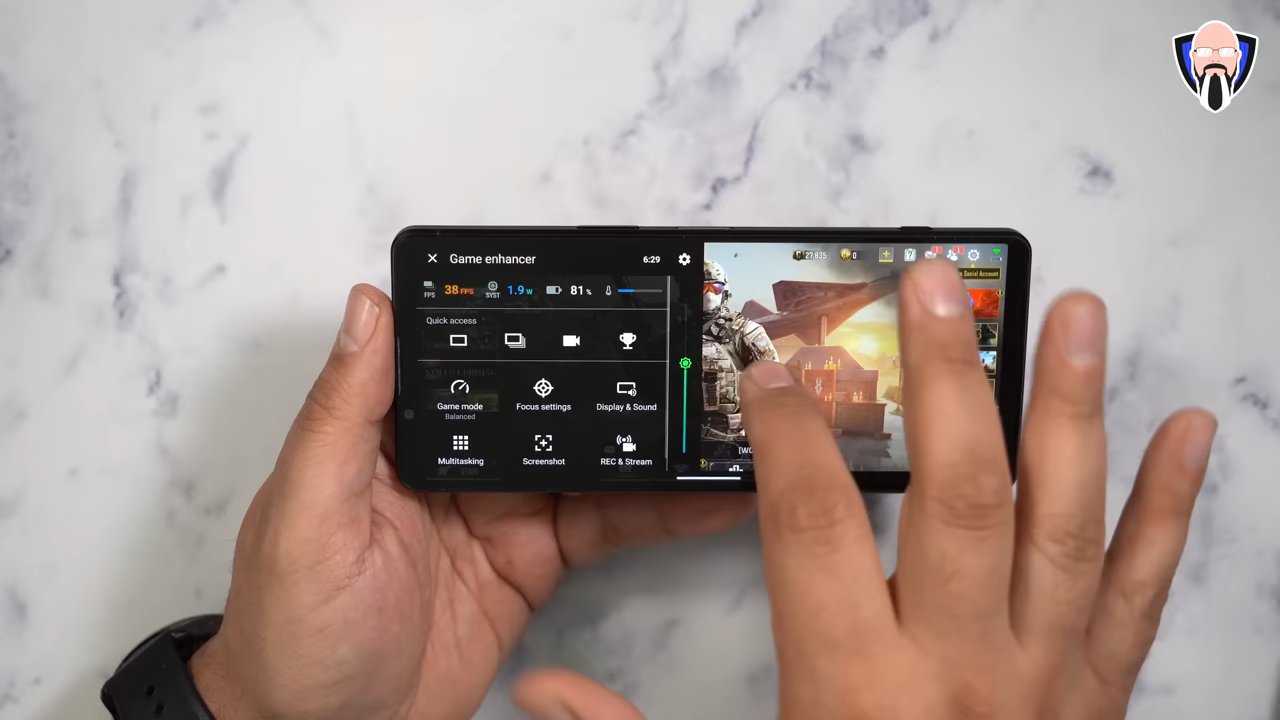 Game enhancer 6:29
FPS 38 FPS SYST 1.9 W 81 %
Quick access
Game mode Focus settings Display & Sound
Balanced
Multitasking Screenshot REC & Stream
27,835 0
Social Account